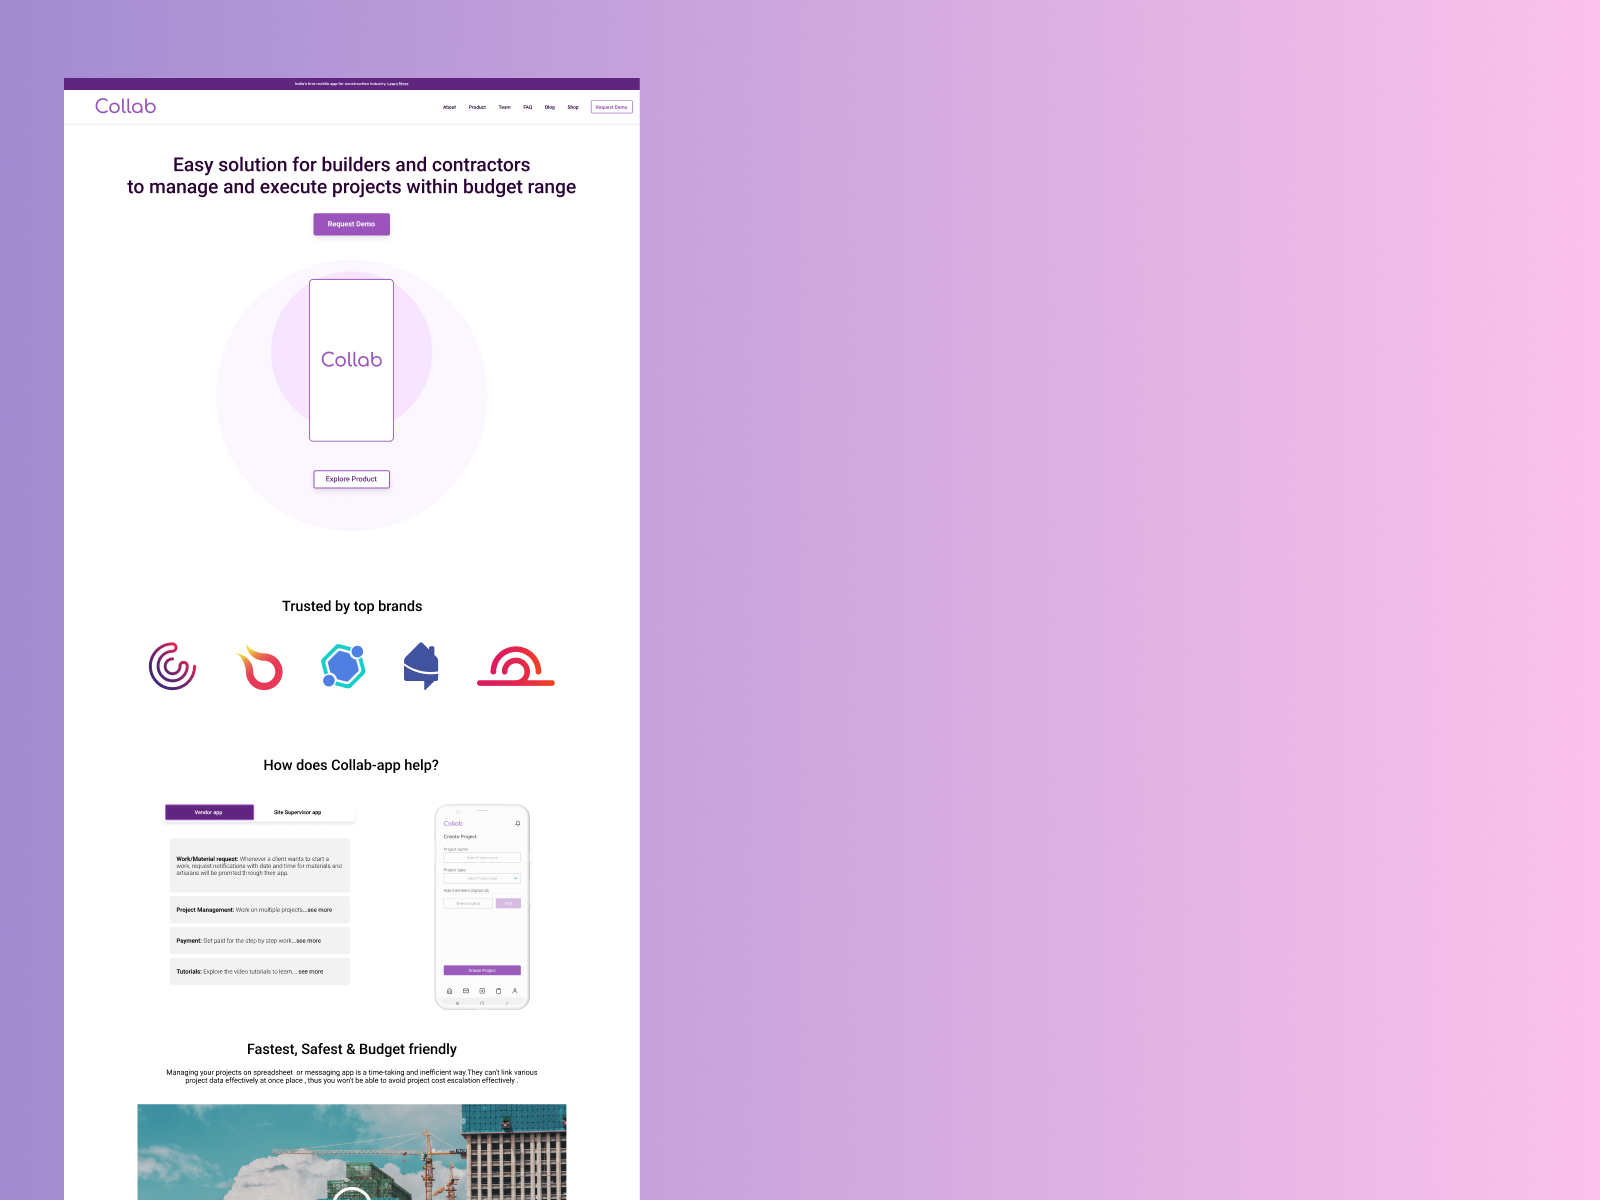 India's first mobile app for construction industry. Learn More
Collab
About Product Team FAQ Blog Shop Request Demo
Easy solution for builders and contractors
to manage and execute projects within budget range
Request Demo
Collab
Explore Product
Trusted by top brands
How does Collab-app help?
Vendor app Site Supervisor app
Work/Material request: Whenever a client wants to start a
work, request notifications with date and time for materials and
artisians will be promted through their app.
Project Management: Work on multiple projects...see more
Payment: Get paid for the step by step work...see more
Tutorials: Explore the video tutorials to learn... see more
Collab
Create Project
Project name
Enter Project name
Project type
Select Project type
Add members (Optional)
Add
Create Project
Fastest, Safest & Budget friendly
Managing your projects on spreadsheet or messaging app is a time-taking and inefficient way.They can't link various
project data effectively at once place , thus you won't be able to avoid project cost escalation effectively .